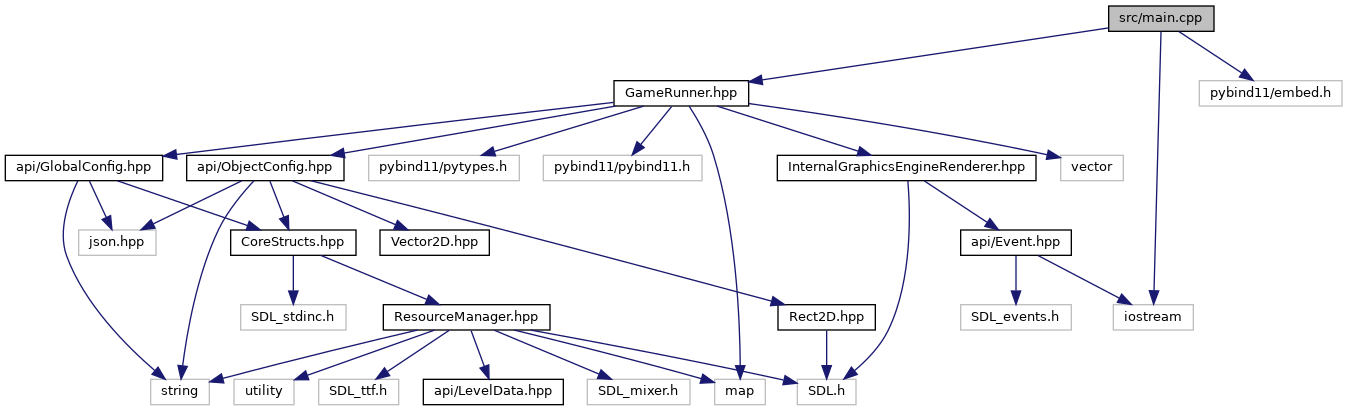 src/main.cpp
GameRunner.hpp
pybind11/embed.h
api/GlobalConfig.hpp
api/ObjectConfig.hpp
pybind11/pytypes.h
pybind11/pybind11.h
InternalGraphicsEngineRenderer.hpp
vector
json.hpp
CoreStructs.hpp
Vector2D.hpp
api/Event.hpp
SDL_stdinc.h
ResourceManager.hpp
Rect2D.hpp
SDL_events.h
iostream
string
utility
SDL_ttf.h
api/LevelData.hpp
SDL_mixer.h
map
SDL.h